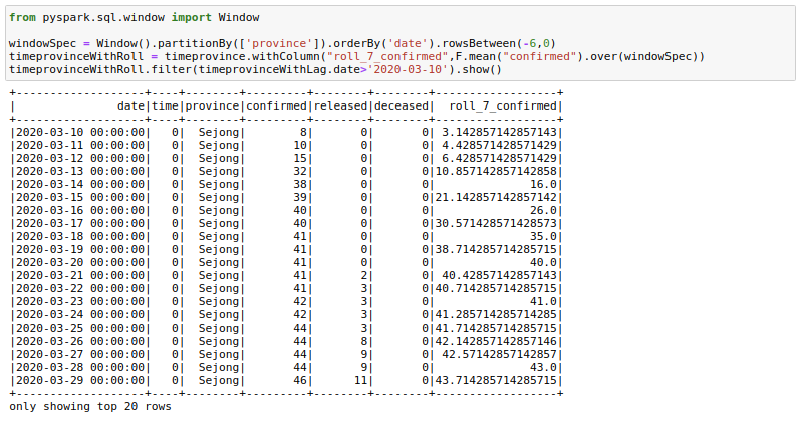 from pyspark.sql.window import Window
windowSpec = Window().partitionBy(['province']).orderBy('date').rowsBetween(-6,0)
timeprovinceWithRoll = timeprovince.withColumn("roll_7_confirmed",F.mean("confirmed").over(windowSpec))
timeprovinceWithRoll.filter(timeprovinceWithLag.date>'2020-03-10').show()
+-------------------+----+--------+---------+--------+--------+------------------+
|               date|time|province|confirmed|released|deceased|  roll_7_confirmed|
+-------------------+----+--------+---------+--------+--------+------------------+
|2020-03-10 00:00:00|   0|  Sejong|        8|       0|       0| 3.142857142857143|
|2020-03-11 00:00:00|   0|  Sejong|       10|       0|       0| 4.428571428571429|
|2020-03-12 00:00:00|   0|  Sejong|       15|       0|       0| 6.428571428571429|
|2020-03-13 00:00:00|   0|  Sejong|       32|       0|       0|10.857142857142858|
|2020-03-14 00:00:00|   0|  Sejong|       38|       0|       0|              16.0|
|2020-03-15 00:00:00|   0|  Sejong|       39|       0|       0|21.142857142857142|
|2020-03-16 00:00:00|   0|  Sejong|       40|       0|       0|              26.0|
|2020-03-17 00:00:00|   0|  Sejong|       40|       0|       0|30.571428571428573|
|2020-03-18 00:00:00|   0|  Sejong|       41|       0|       0|              35.0|
|2020-03-19 00:00:00|   0|  Sejong|       41|       0|       0|38.714285714285715|
|2020-03-20 00:00:00|   0|  Sejong|       41|       0|       0|              40.0|
|2020-03-21 00:00:00|   0|  Sejong|       41|       2|       0| 40.42857142857143|
|2020-03-22 00:00:00|   0|  Sejong|       41|       3|       0|40.714285714285715|
|2020-03-23 00:00:00|   0|  Sejong|       42|       3|       0|              41.0|
|2020-03-24 00:00:00|   0|  Sejong|       42|       3|       0|41.285714285714285|
|2020-03-25 00:00:00|   0|  Sejong|       44|       3|       0|41.714285714285715|
|2020-03-26 00:00:00|   0|  Sejong|       44|       8|       0|42.142857142857146|
|2020-03-27 00:00:00|   0|  Sejong|       44|       9|       0| 42.57142857142857|
|2020-03-28 00:00:00|   0|  Sejong|       44|       9|       0|              43.0|
|2020-03-29 00:00:00|   0|  Sejong|       46|      11|       0|43.714285714285715|
+-------------------+----+--------+---------+--------+--------+------------------+
only showing top 20 rows